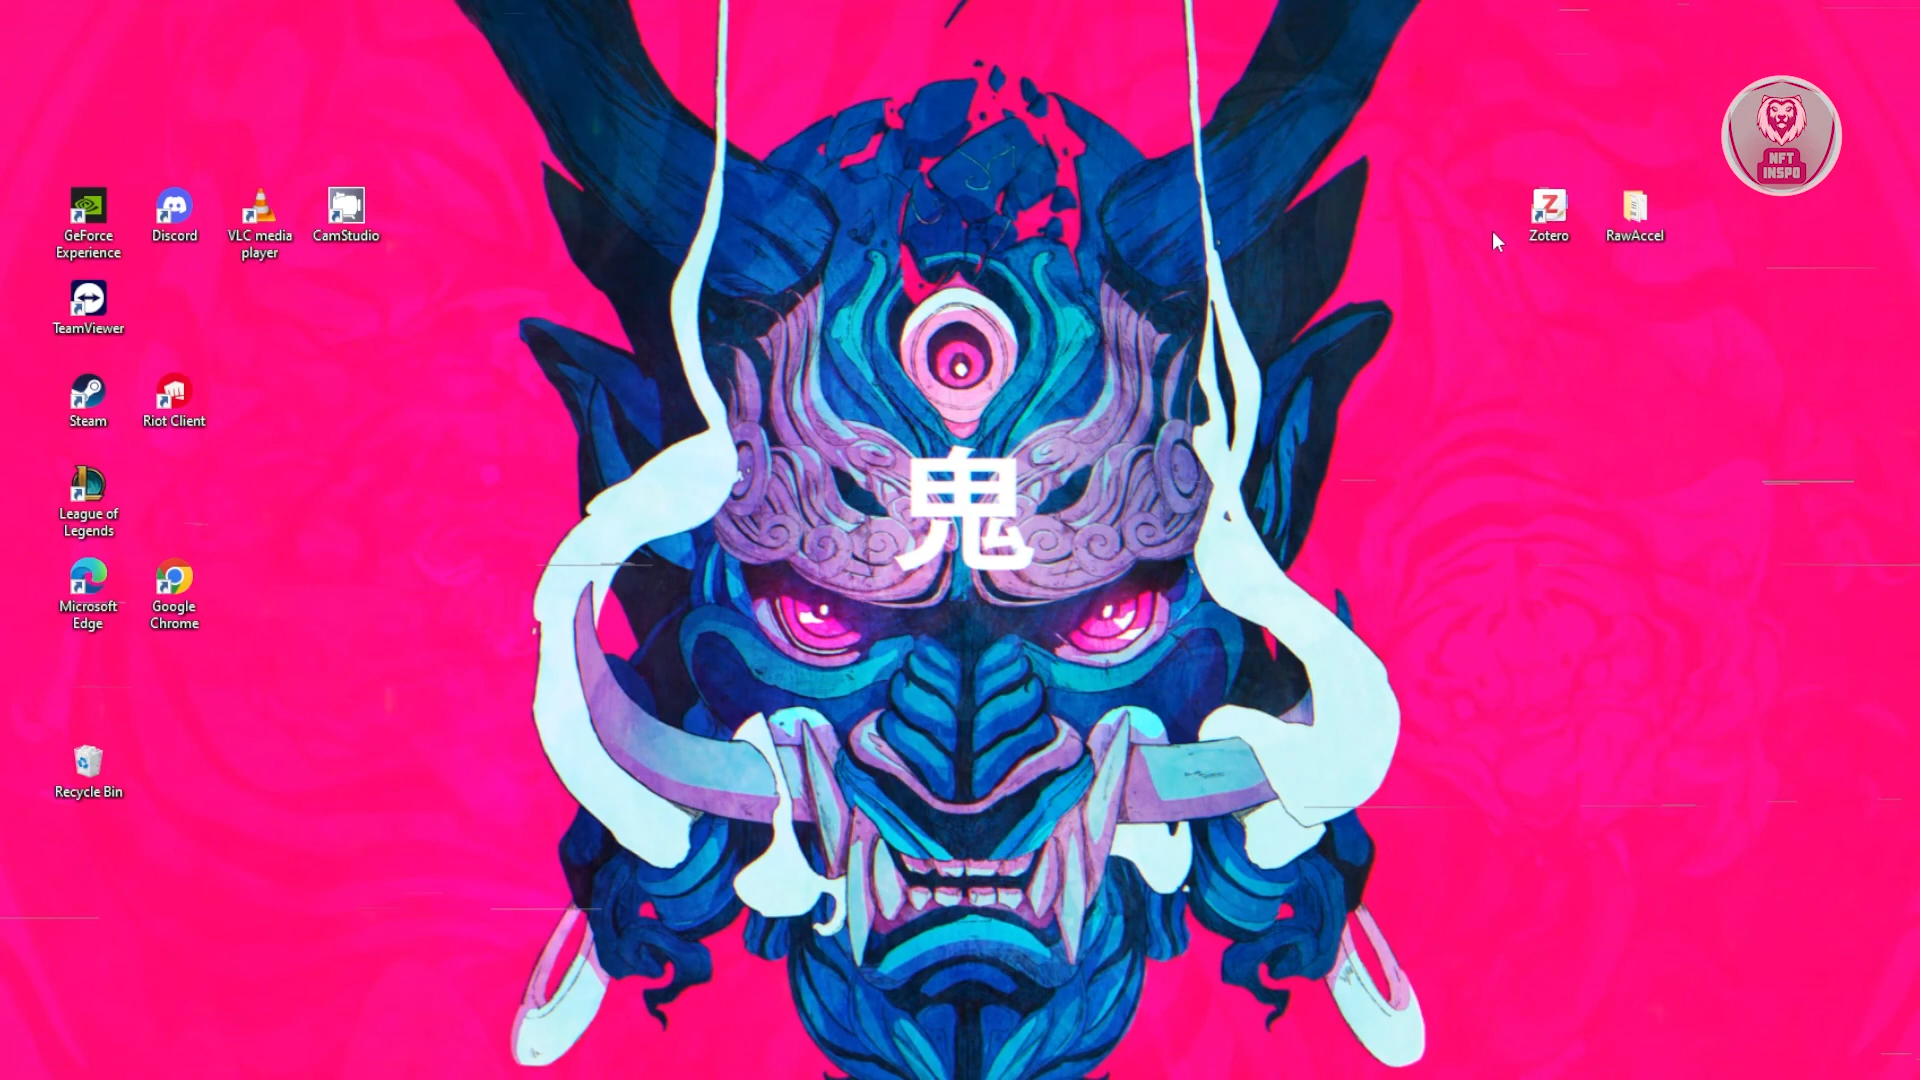 NFT
INSPO
GeForce
Experience
Discord
VLC media
player
CamStudio
Zotero
RawAccel
TeamViewer
Steam
Riot Client
League of
Legends
鬼
Microsoft
Edge
Google
Chrome
Recycle Bin